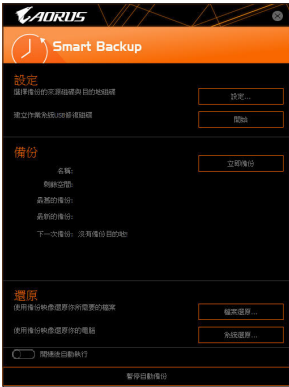 AORUS
Smart Backup
設定
選擇備份的來源磁碟與目的地磁碟
設定...
建立作業系統USB修復磁碟
開始
備份
立即備份
名稱:
剩餘空間:
最舊的備份:
最新的備份:
下一次備份: 沒有備份目的地!
還原
使用備份映像還原你所需要的檔案
檔案還原...
使用備份映像還原你的電腦
系統還原...
開機後自動執行
暫停自動備份